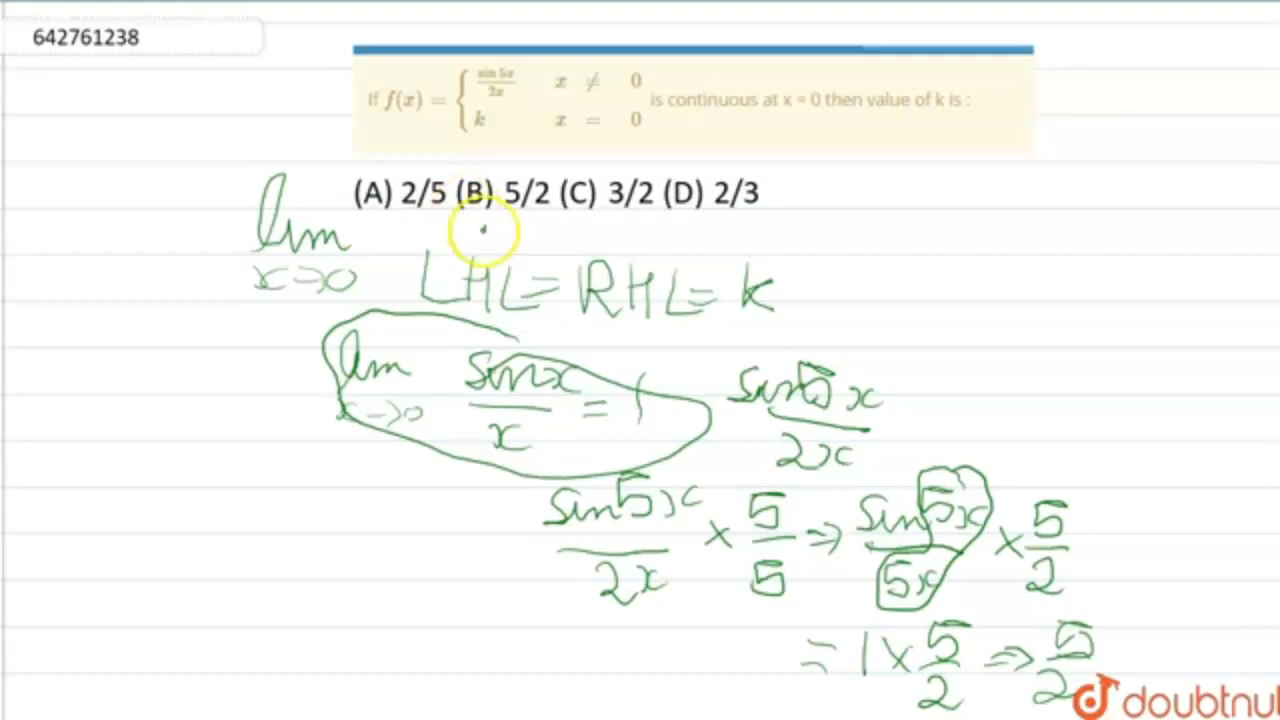 642761238
If f(x) = { sin 5x / 2x x ≠ 0
k x = 0 is continuous at x = 0 then value of k is :
(A) 2/5 (B) 5/2 (C) 3/2 (D) 2/3
lim x→0
LHL = RHL = k
lim x→0 sin x / x = 1
sin 5x / 2x
sin 5x / 2x × 5/5 ⇒ sin 5x / 5x × 5/2
= 1 × 5/2 ⇒ 5/2
doubtnut